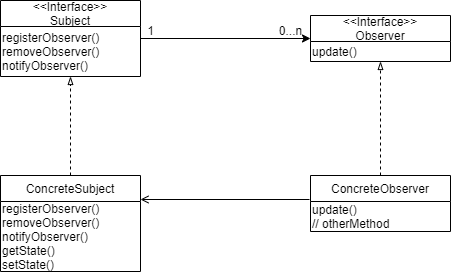 <<Interface>>
Subject
registerObserver()
removeObserver()
notifyObserver()
1
0...n
<<Interface>>
Observer
update()
ConcreteSubject
registerObserver()
removeObserver()
notifyObserver()
getState()
setState()
ConcreteObserver
update()
// otherMethod